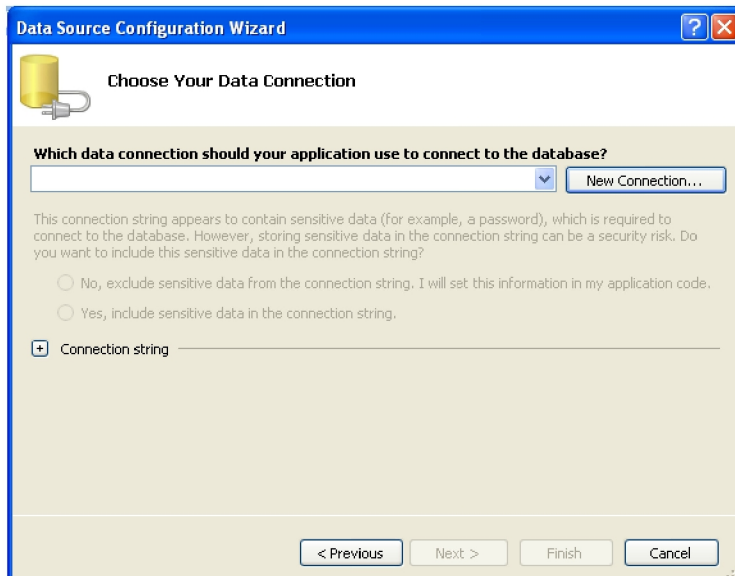 Data Source Configuration Wizard
?
Choose Your Data Connection
Which data connection should your application use to connect to the database?
New Connection...
This connection string appears to contain sensitive data (for example, a password), which is required to
connect to the database. However, storing sensitive data in the connection string can be a security risk. Do
you want to include this sensitive data in the connection string?
No, exclude sensitive data from the connection string. I will set this information in my application code.
Yes, include sensitive data in the connection string.
Connection string
< Previous
Next >
Finish
Cancel